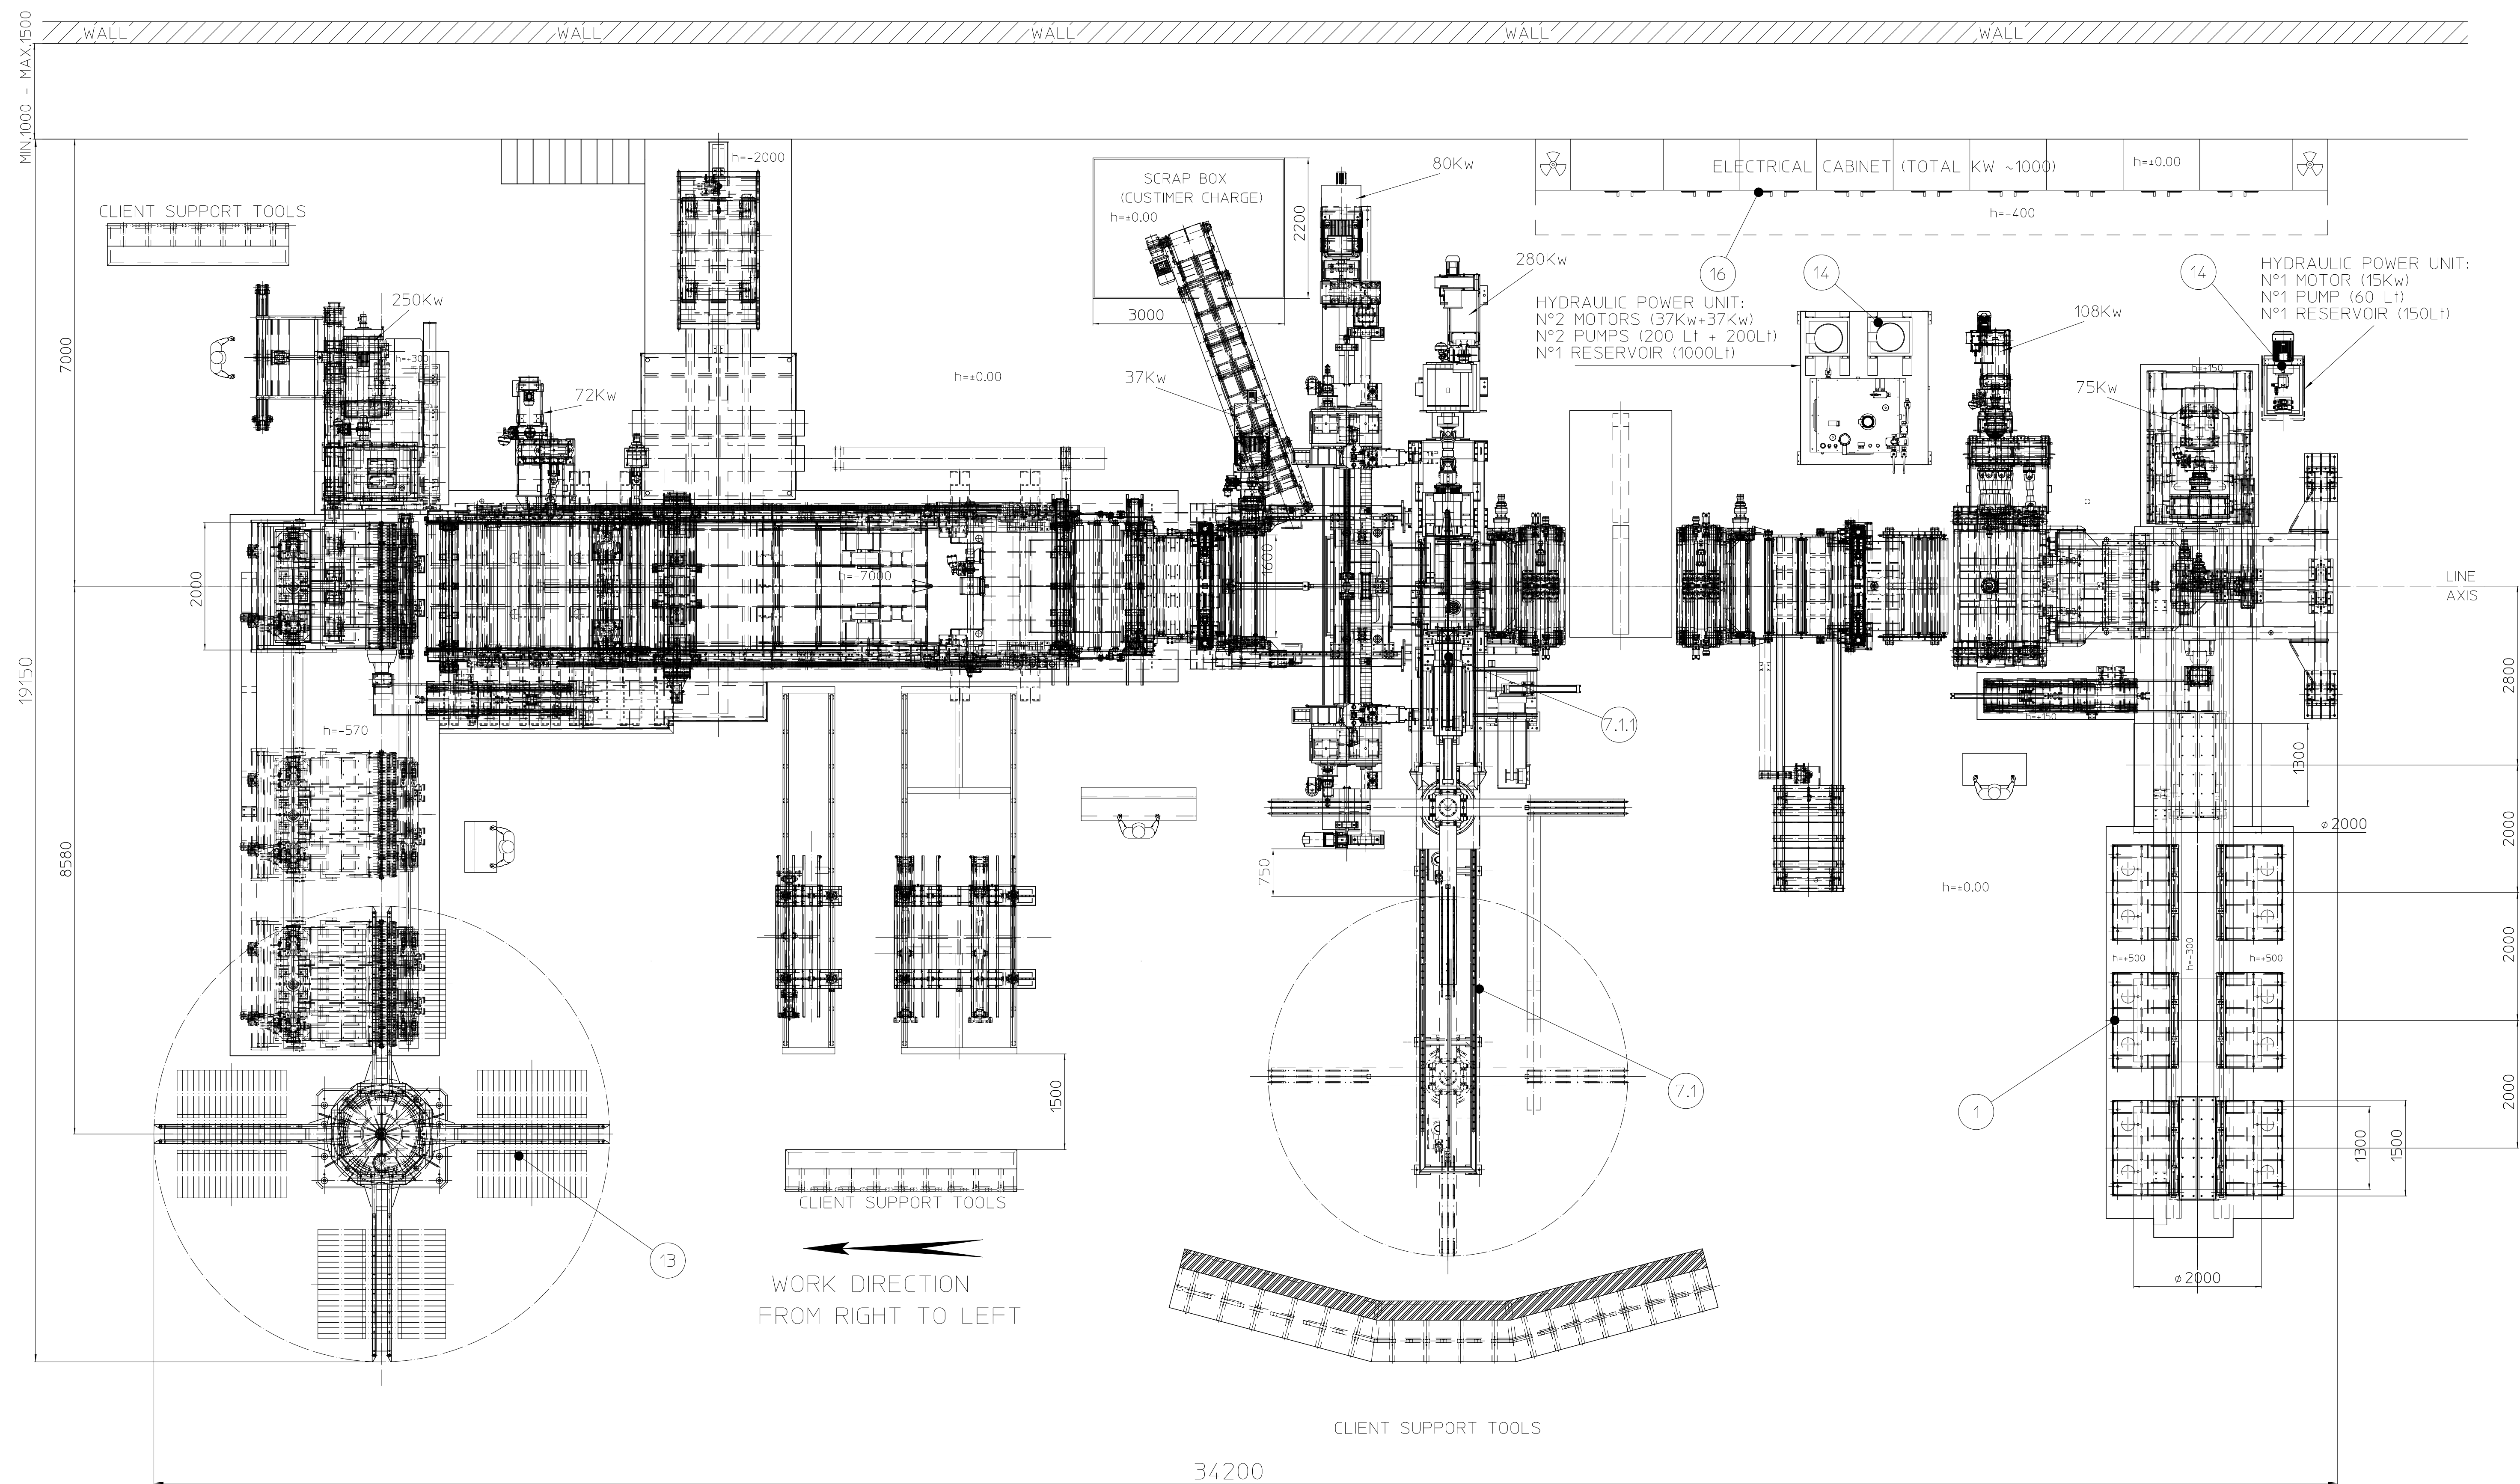 WALL
WALL
WALL
WALL
WALL
MIN.1000 - MAX.1500
h=-2000
SCRAP BOX
(CUSTIMER CHARGE)
h=±0.00
2200
3000
80Kw
ELECTRICAL CABINET (TOTAL KW ~1000)
h=±0.00
h=-400
CLIENT SUPPORT TOOLS
280Kw
16
14
14
HYDRAULIC POWER UNIT:
N°1 MOTOR (15Kw)
N°1 PUMP (60 Lt)
N°1 RESERVOIR (150Lt)
HYDRAULIC POWER UNIT:
N°2 MOTORS (37Kw+37Kw)
N°2 PUMPS (200 Lt + 200Lt)
N°1 RESERVOIR (1000Lt)
250Kw
108Kw
7000
h=+300
72Kw
h=±0.00
37Kw
h=+150
75Kw
2000
h=-7000
1600
LINE
AXIS
19150
2800
h=-570
7.1.1
h=+150
1300
8580
ø2000
2000
750
h=±0.00
2000
h=+500
h=-300
h=+500
7.1
1
2000
1500
1300
1500
CLIENT SUPPORT TOOLS
13
WORK DIRECTION
FROM RIGHT TO LEFT
ø2000
CLIENT SUPPORT TOOLS
34200